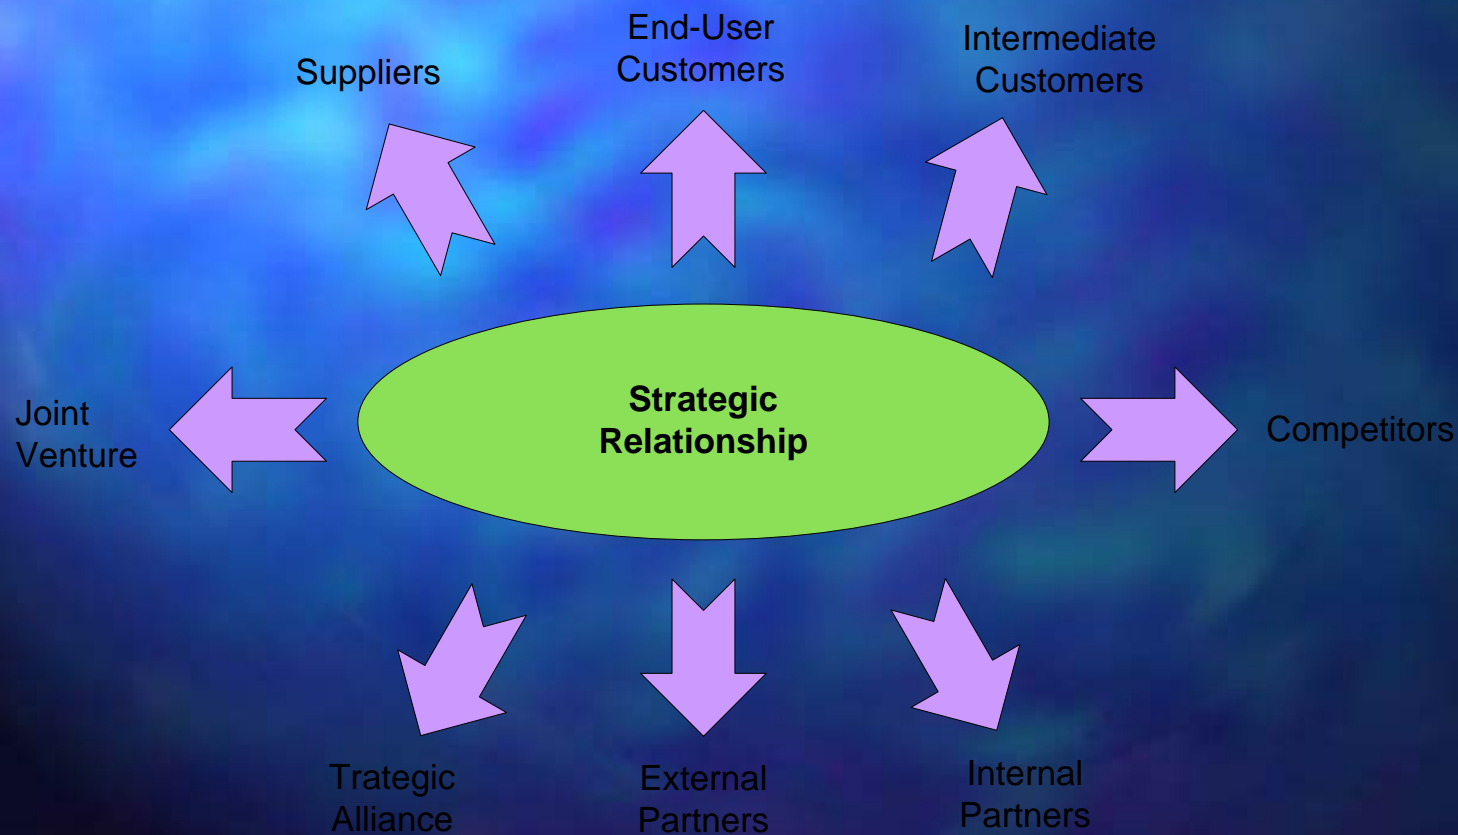 Suppliers
End-User
Customers
Intermediate
Customers
Joint
Venture
Strategic
Relationship
Competitors
Trategic
Alliance
External
Partners
Internal
Partners